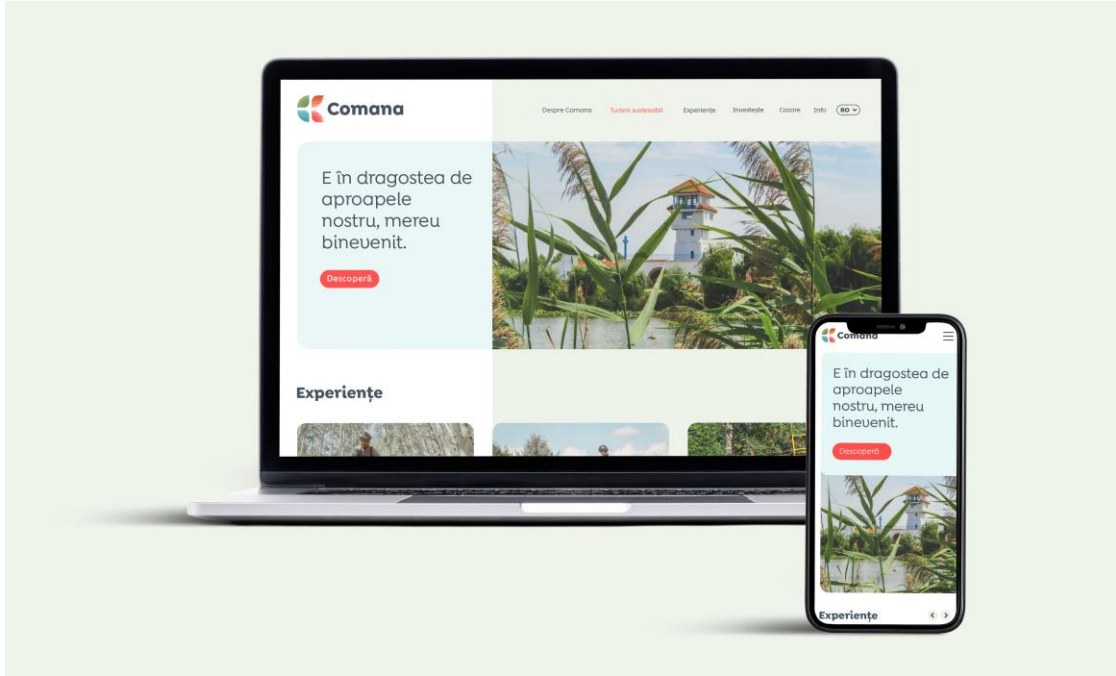 Comana
Despre Comana Turism sustenabil Experiențe Investește Cazare Info RO
E în dragostea de
aproapele
nostru, mereu
binevenit.
Descoperă
Experiențe
Comana
E în dragostea de
aproapele
nostru, mereu
binevenit.
Descoperă
Experiențe